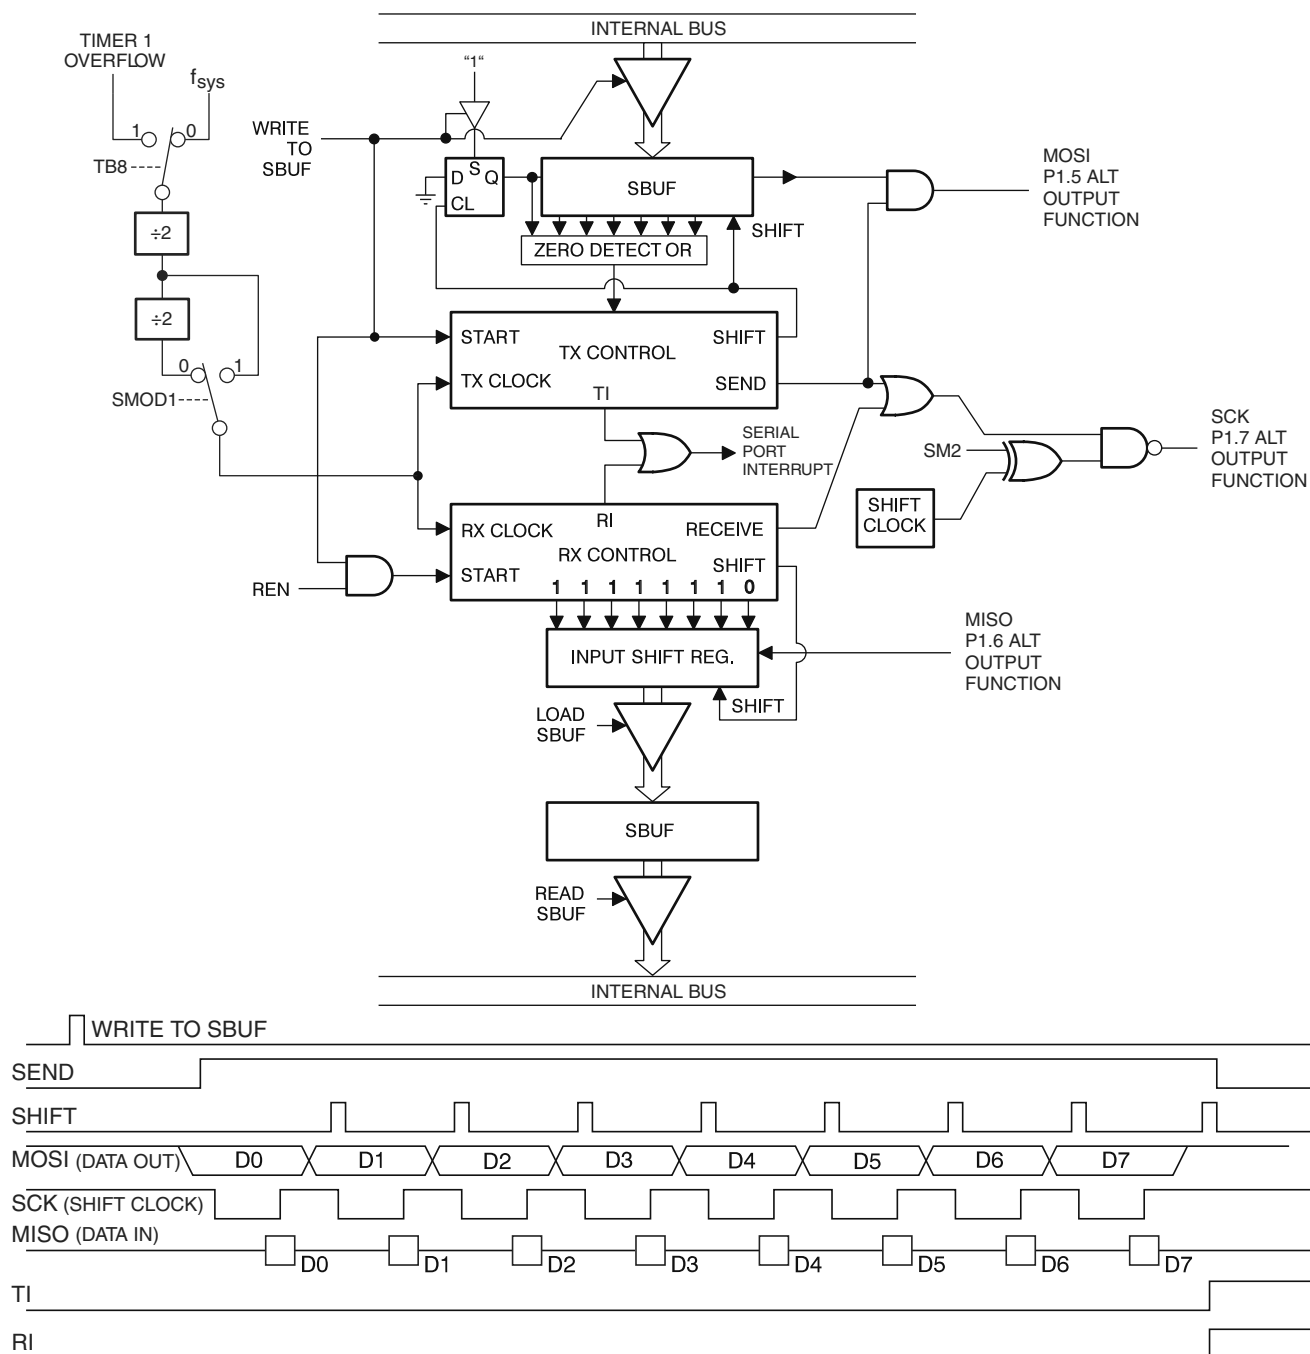 INTERNAL BUS
TIMER 1
OVERFLOW
fsys
"1"
1
0
TB8
WRITE
TO
SBUF
S
D
Q
CL
SBUF
MOSI
P1.5 ALT
OUTPUT
FUNCTION
SHIFT
ZERO DETECTOR
÷2
÷2
START
SHIFT
TX CONTROL
TX CLOCK
SEND
TI
0
1
SMOD1
SERIAL
PORT
INTERRUPT
SM2
SCK
P1.7 ALT
OUTPUT
FUNCTION
SHIFT
CLOCK
RI
RX CLOCK
RECEIVE
RX CONTROL
SHIFT
START
REN
1 1 1 1 1 1 1 0
INPUT SHIFT REG.
MISO
P1.6 ALT
OUTPUT
FUNCTION
SHIFT
LOAD
SBUF
SBUF
READ
SBUF
INTERNAL BUS
WRITE TO SBUF
SEND
SHIFT
MOSI (DATA OUT) D0 D1 D2 D3 D4 D5 D6 D7
SCK (SHIFT CLOCK)
MISO (DATA IN)
D0 D1 D2 D3 D4 D5 D6 D7
TI
RI